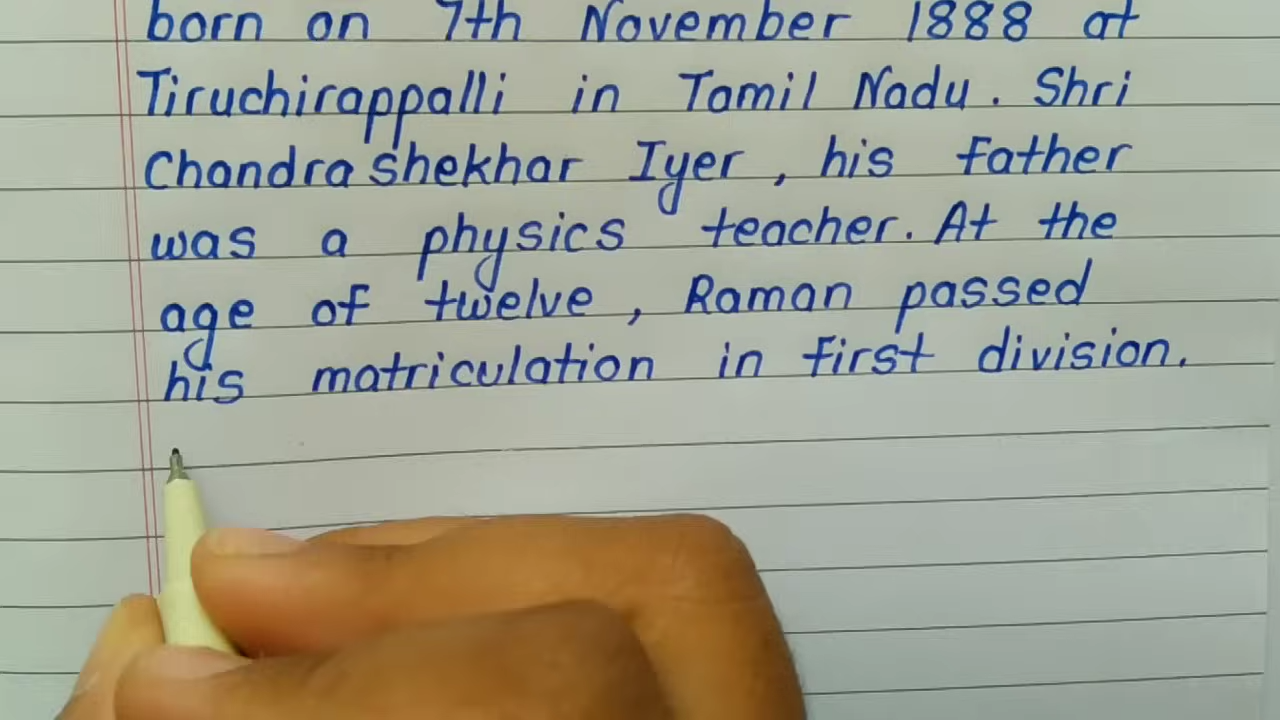 born on 7th November 1888 at
Tiruchirappalli in Tamil Nadu. Shri
Chandrashekhar Iyer, his father
was a physics teacher. At the
age of twelve, Raman passed
his matriculation in first division.